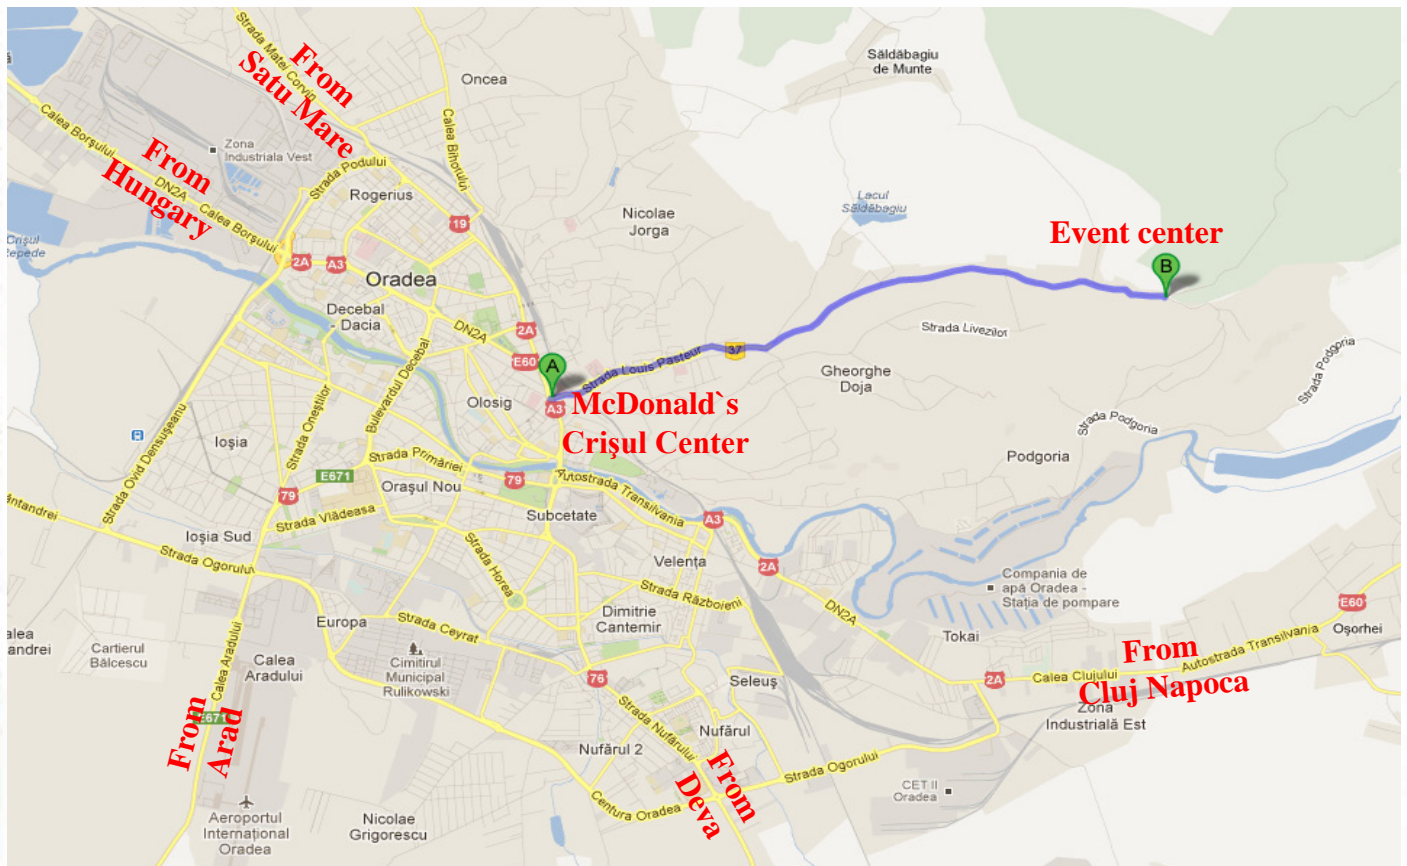 Strada Matei Corvin
From
Satu Mare
Oncea
Săldăbagiu
de Munte
Calea Borșului
From
Hungary
DN2A
Calea Borșului
Zona
Industriala Vest
Strada Podului
Rogerius
Calea Bihorului
19
Nicolae
Jorga
Lacul
Săldăbagiu
Event center
B
Crișul
Repede
2A
A3
Oradea
Decebal
- Dacia
DN2A
2A
E60
A
A3
Strada Louis Pasteur
37
Strada Livezilor
Gheorghe
Doja
Strada Podgoria
McDonald`s
Crişul Center
Olosig
Bulevardul Decebal
Strada Oneștilor
Strada Ovid Densușeanu
Ioșia
Strada Podgoria
Podgoria
Strada Primăriei
E671
79
Orașul Nou
79
Autostrada Transilvania
A3
Subcetate
ântandrei
Strada Vlădeasa
Ioșia Sud
Strada Ogorului
Strada Horea
Velența
2A
Strada Războieni
DN2A
Compania de
apă Oradea -
Stația de pompare
E60
Oșorhei
Tokai
Dimitrie
Cantemir
Europa
Strada Ceyrat
alea
andrei
Cartierul
Bălcescu
Calea
Aradului
Calea Aradului
Cimitirul
Municipal
Rulikowski
76
Seleuș
2A
Calea Clujului
Autostrada Transilvania
From
Cluj Napoca
Zona
Industrială Est
E671
From
Arad
Strada Nufărului
Nufărul
Nufărul 2
From
Deva
Strada Ogorului
CET II
Oradea
Centura Oradea
Aeroportul
Internațional
Oradea
Nicolae
Grigorescu